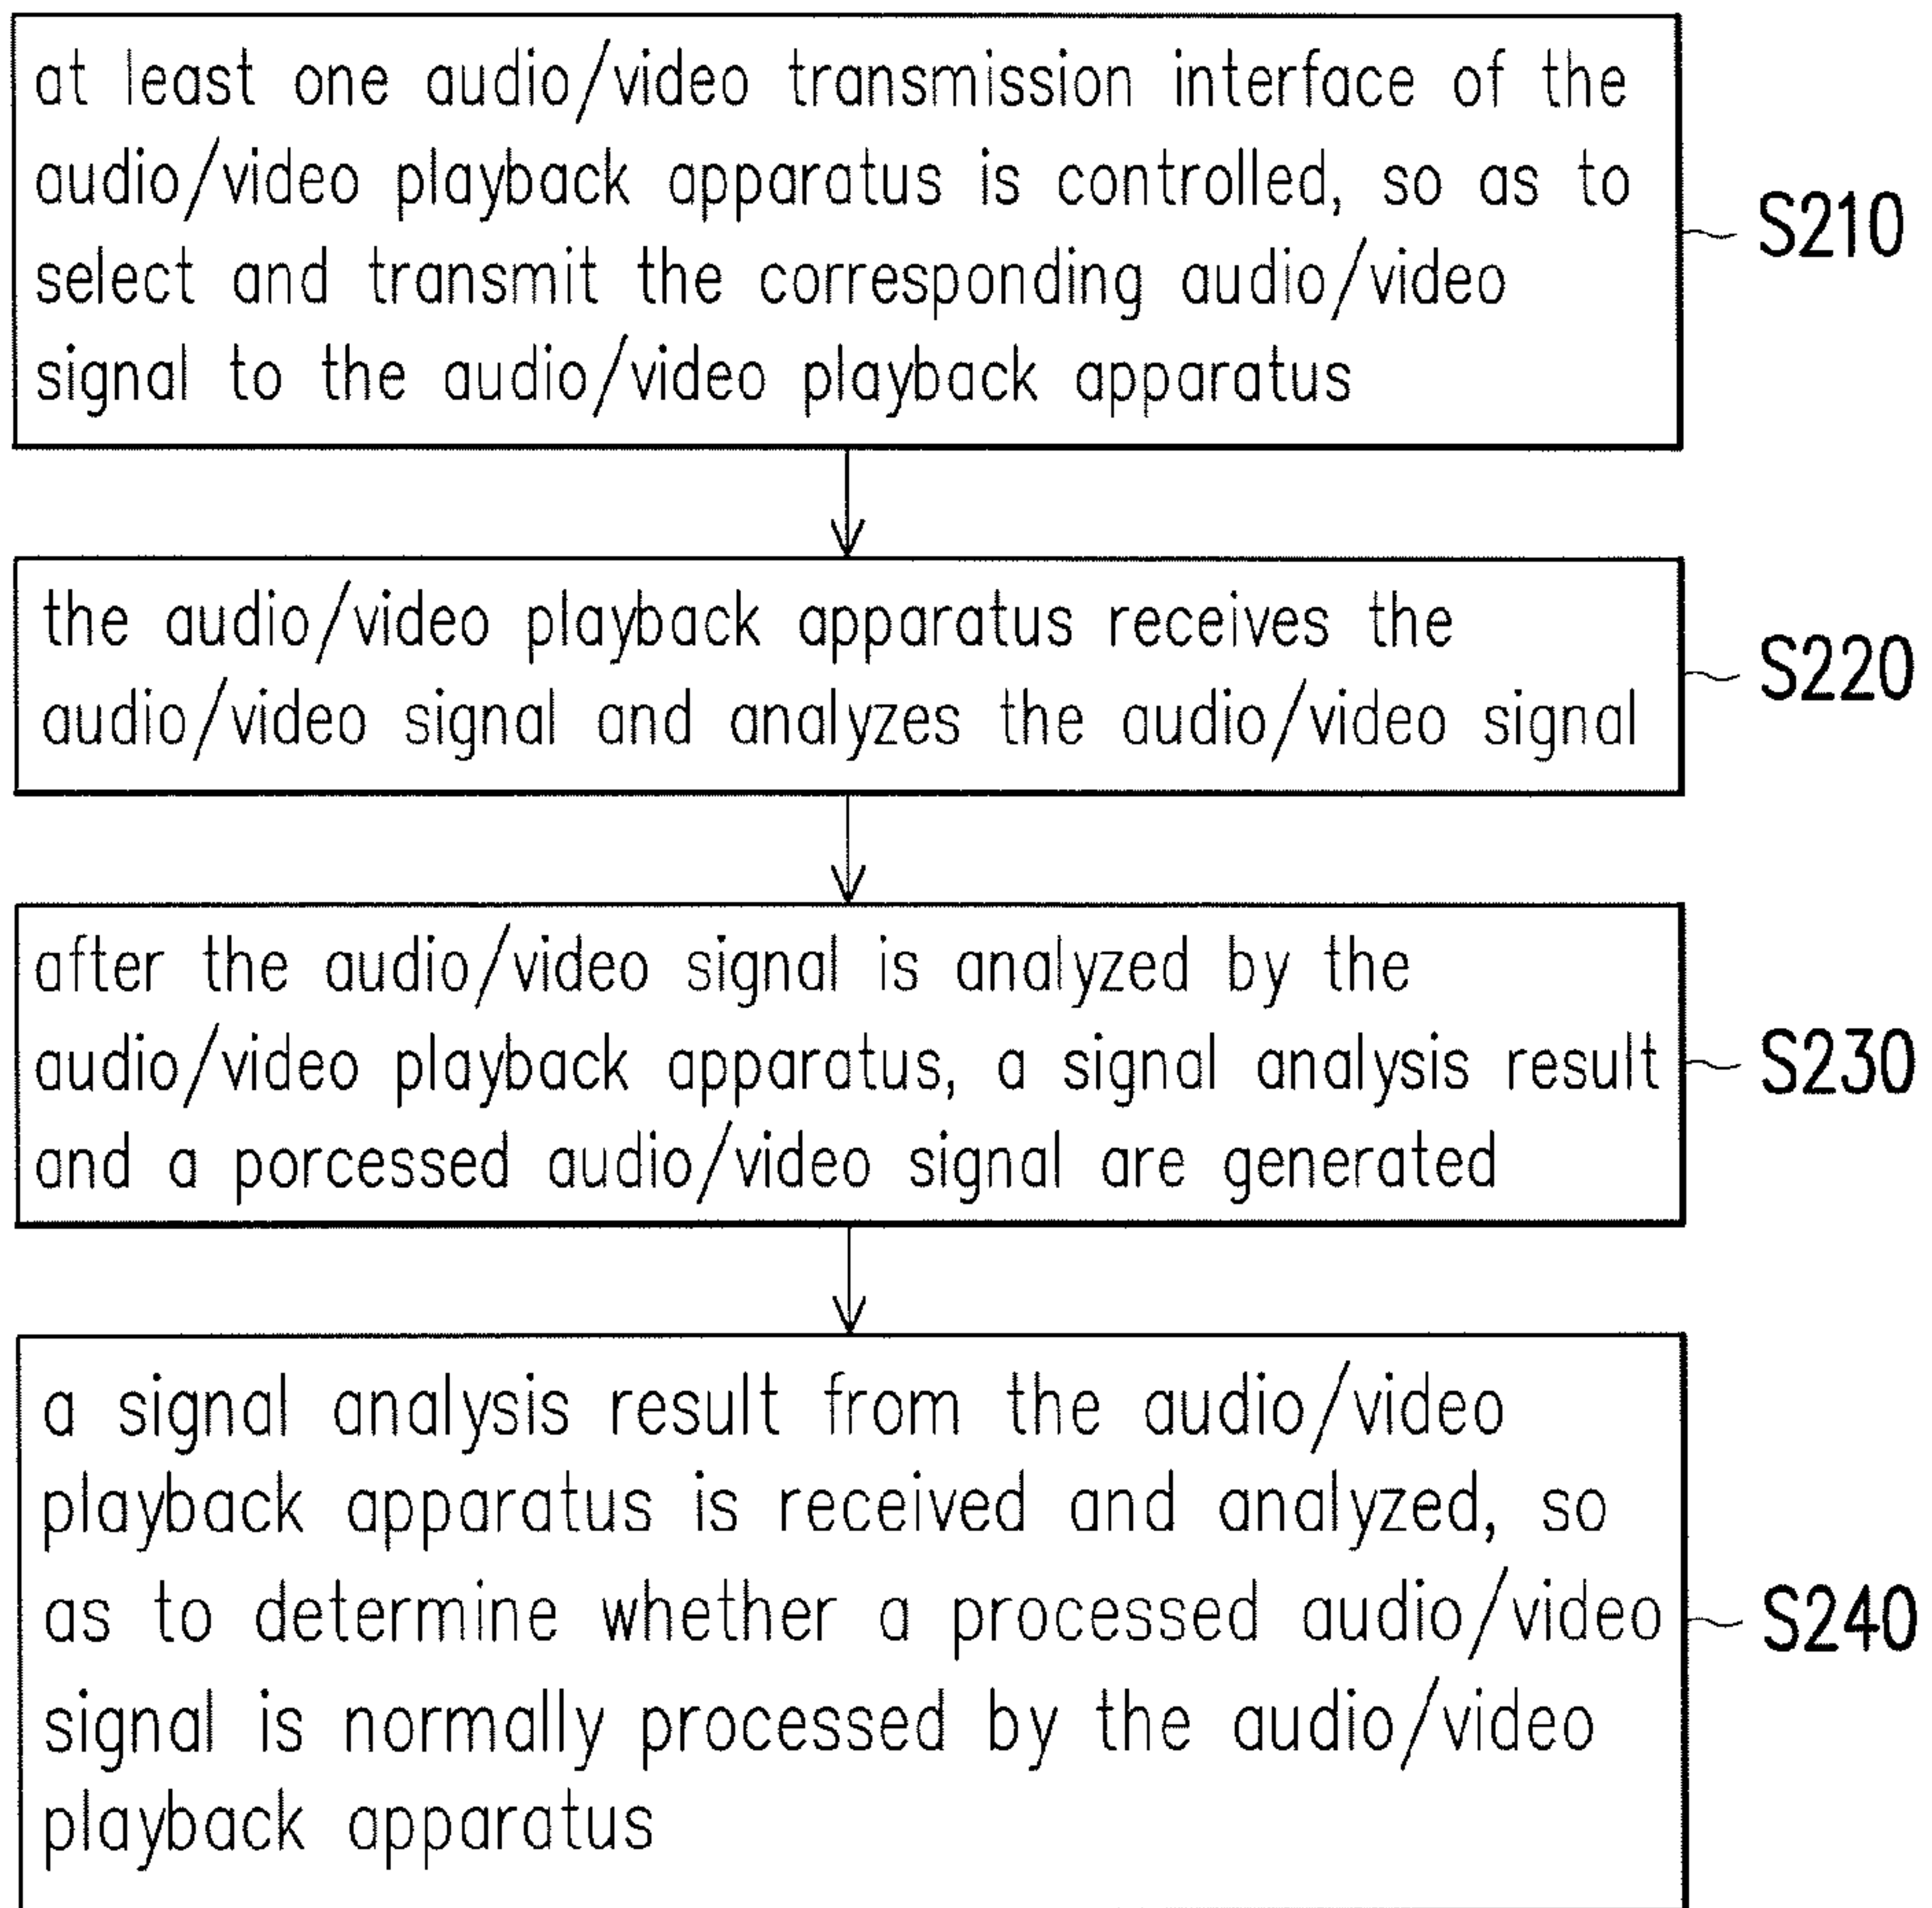 at least one audio/video transmission interface of the
audio/video playback apparatus is controlled, so as to
select and transmit the corresponding audio/video
signal to the audio/video playback apparatus
S210
the audio/video playback apparatus receives the
audio/video signal and analyzes the audio/video signal
S220
after the audio/video signal is analyzed by the
audio/video playback apparatus, a signal analysis result
and a porcessed audio/video signal are generated
S230
a signal analysis result from the audio/video
playback apparatus is received and analyzed, so
as to determine whether a processed audio/video
signal is normally processed by the audio/video
playback apparatus
S240